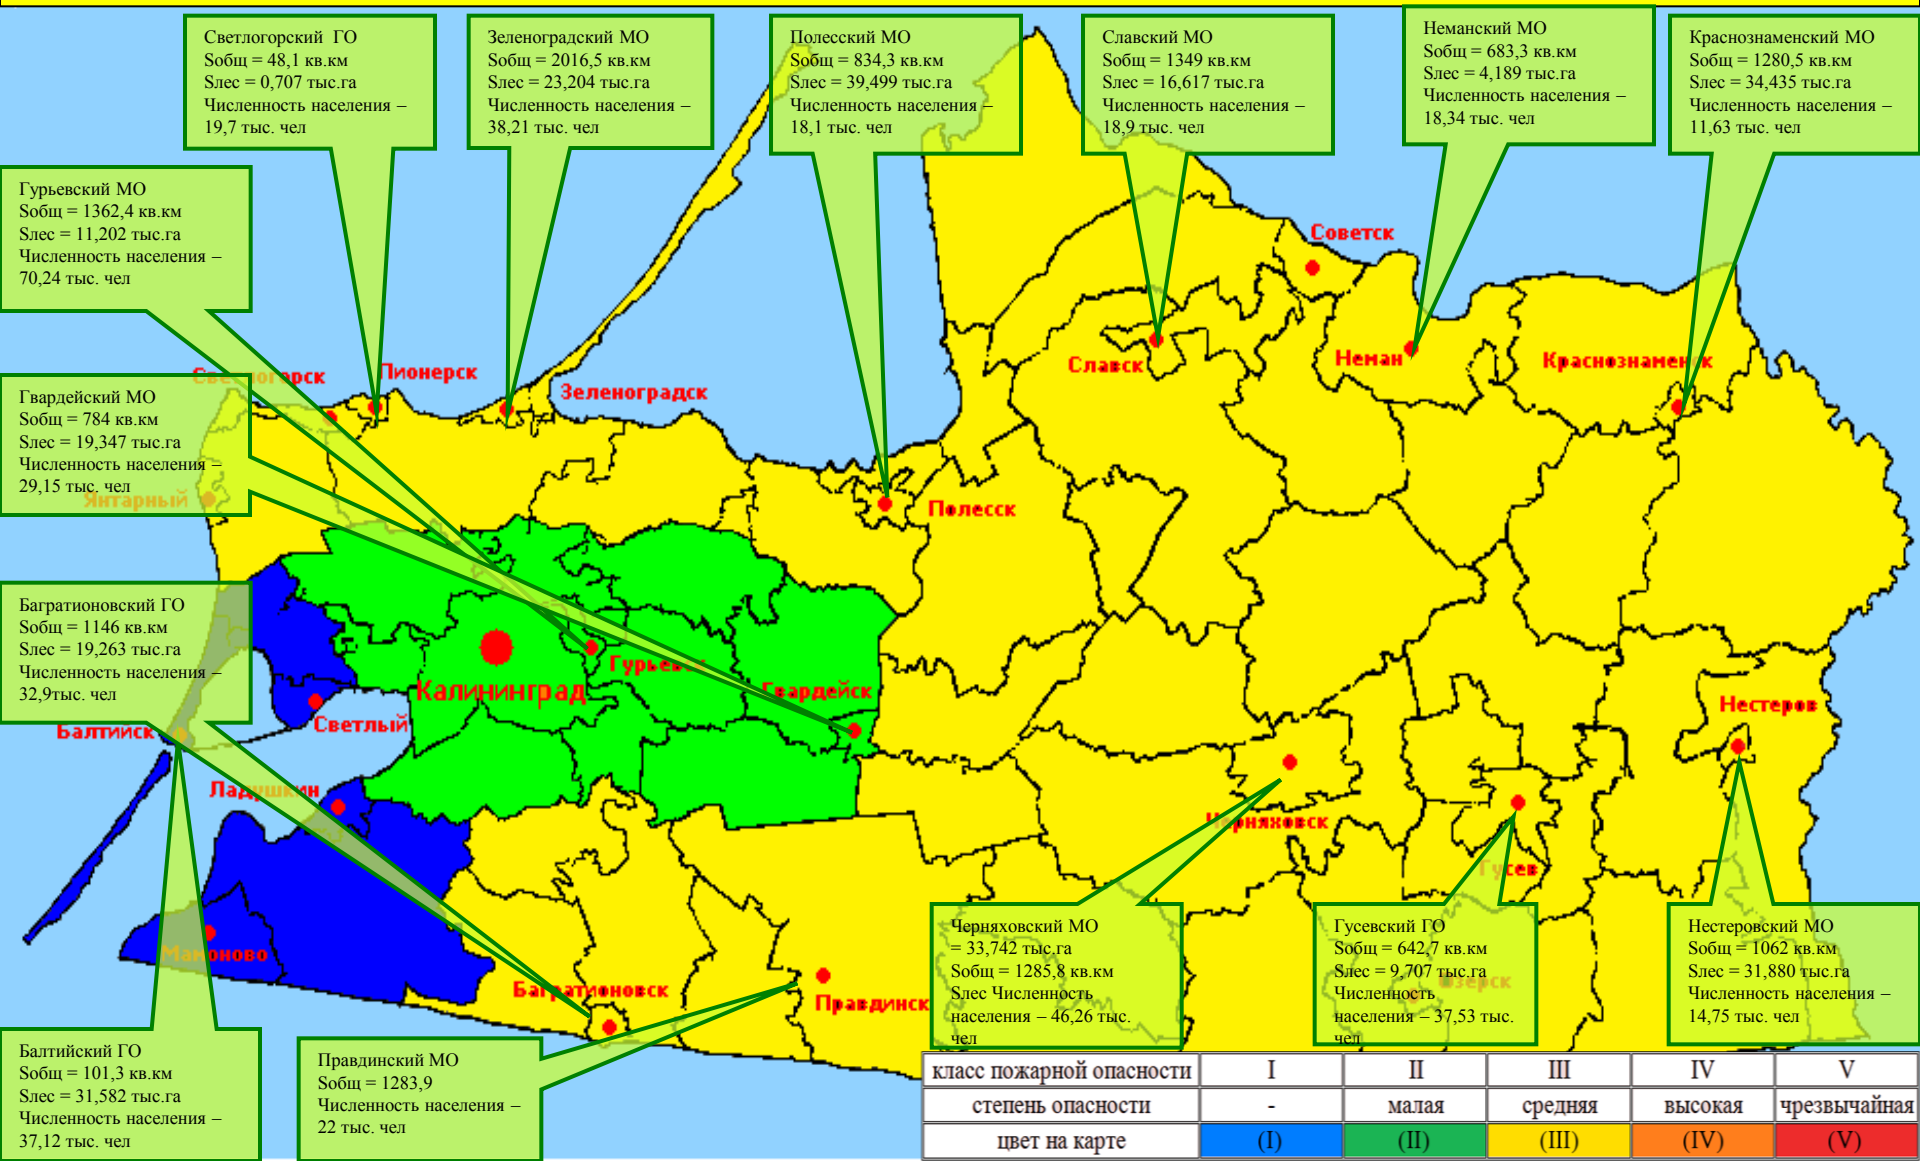 Светлогорский ГО
Sобщ = 48,1 кв.км
Sлес = 0,707 тыс.га
Численность населения –
19,7 тыс. чел
Зеленоградский МО
Sобщ = 2016,5 кв.км
Sлес = 23,204 тыс.га
Численность населения –
38,21 тыс. чел
Полесский МО
Sобщ = 834,3 кв.км
Sлес = 39,499 тыс.га
Численность населения –
18,1 тыс. чел
Славский МО
Sобщ = 1349 кв.км
Sлес = 16,617 тыс.га
Численность населения –
18,9 тыс. чел
Неманский МО
Sобщ = 683,3 кв.км
Sлес = 4,189 тыс.га
Численность населения –
18,34 тыс. чел
Краснознаменский МО
Sобщ = 1280,5 кв.км
Sлес = 34,435 тыс.га
Численность населения –
11,63 тыс. чел
Гурьевский МО
Sобщ = 1362,4 кв.км
Sлес = 11,202 тыс.га
Численность населения –
70,24 тыс. чел
Советск
Славск
Неман
Краснознаменск
Светлогорск
Пионерск
Зеленоградск
Гвардейский МО
Sобщ = 784 кв.км
Sлес = 19,347 тыс.га
Численность населения –
29,15 тыс. чел
Янтарный
Полесск
Багратионовский ГО
Sобщ = 1146 кв.км
Sлес = 19,263 тыс.га
Численность населения –
32,9тыс. чел
Гурьевск
Калининград
Гвардейск
Нестеров
Балтийск
Светлый
Ладушкин
Черняховск
Гусев
Мамоново
Багратионовск
Правдинск
Озерск
Черняховский МО
= 33,742 тыс.га
Sобщ = 1285,8 кв.км
Sлес Численность
населения – 46,26 тыс.
чел
Гусевский ГО
Sобщ = 642,7 кв.км
Sлес = 9,707 тыс.га
Численность
населения – 37,53 тыс.
чел
Нестеровский МО
Sобщ = 1062 кв.км
Sлес = 31,880 тыс.га
Численность населения –
14,75 тыс. чел
Балтийский ГО
Sобщ = 101,3 кв.км
Sлес = 31,582 тыс.га
Численность населения –
37,12 тыс. чел
Правдинский МО
Sобщ = 1283,9
Численность населения –
22 тыс. чел
класс пожарной опасности I II III IV V
степень опасности - малая средняя высокая чрезвычайная
цвет на карте (I) (II) (III) (IV) (V)